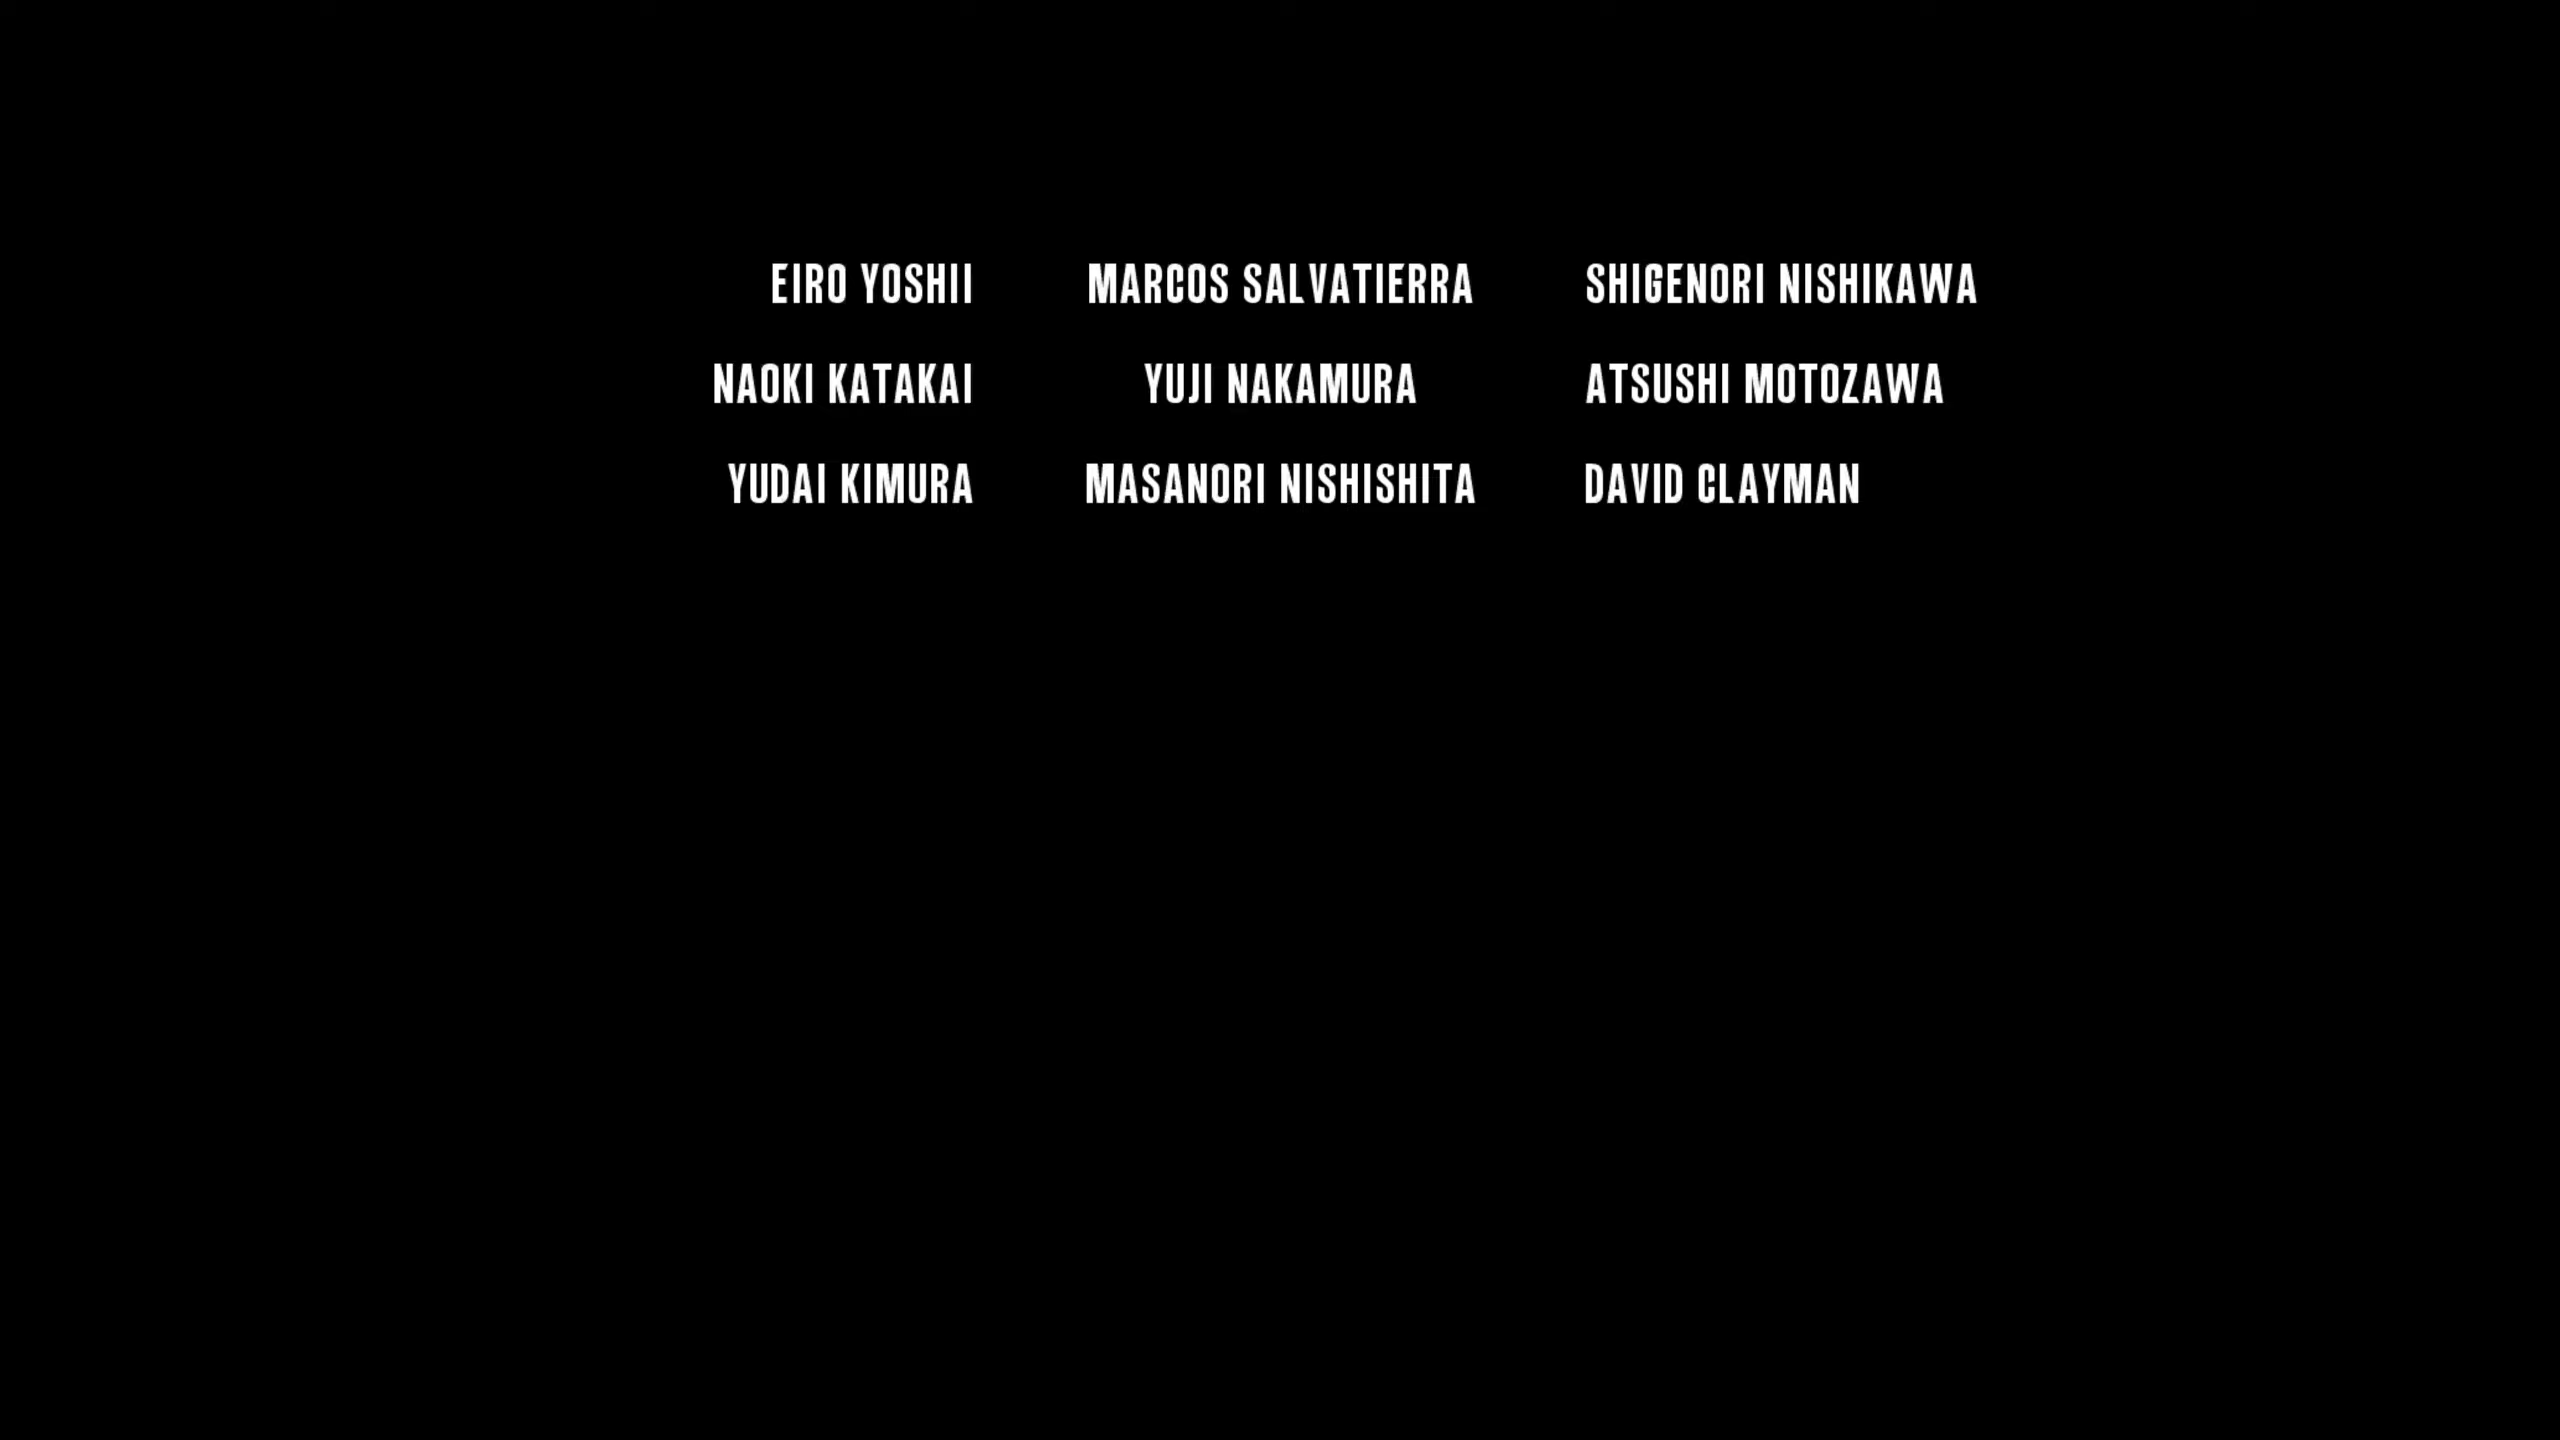 EIRO YOSHII MARCOS SALVATIERRA SHIGENORI NISHIKAWA
NAOKI KATAKAI YUJI NAKAMURA ATSUSHI MOTOZAWA
YUDAI KIMURA MASANORI NISHISHITA DAVID CLAYMAN